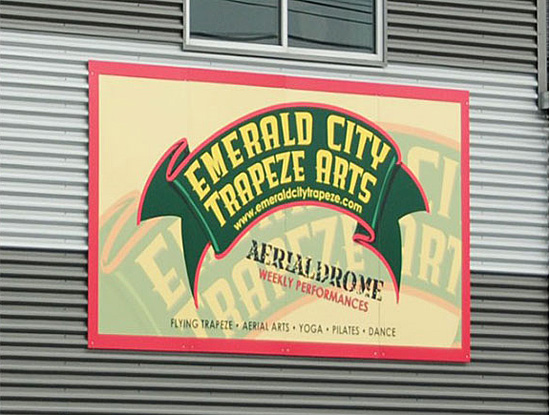 EMERALD CITY
TRAPEZE ARTS
www.emeraldcitytrapeze.com
AERIALDROME
WEEKLY PERFORMANCES
FLYING TRAPEZE • AERIAL ARTS • YOGA • PILATES • DANCE